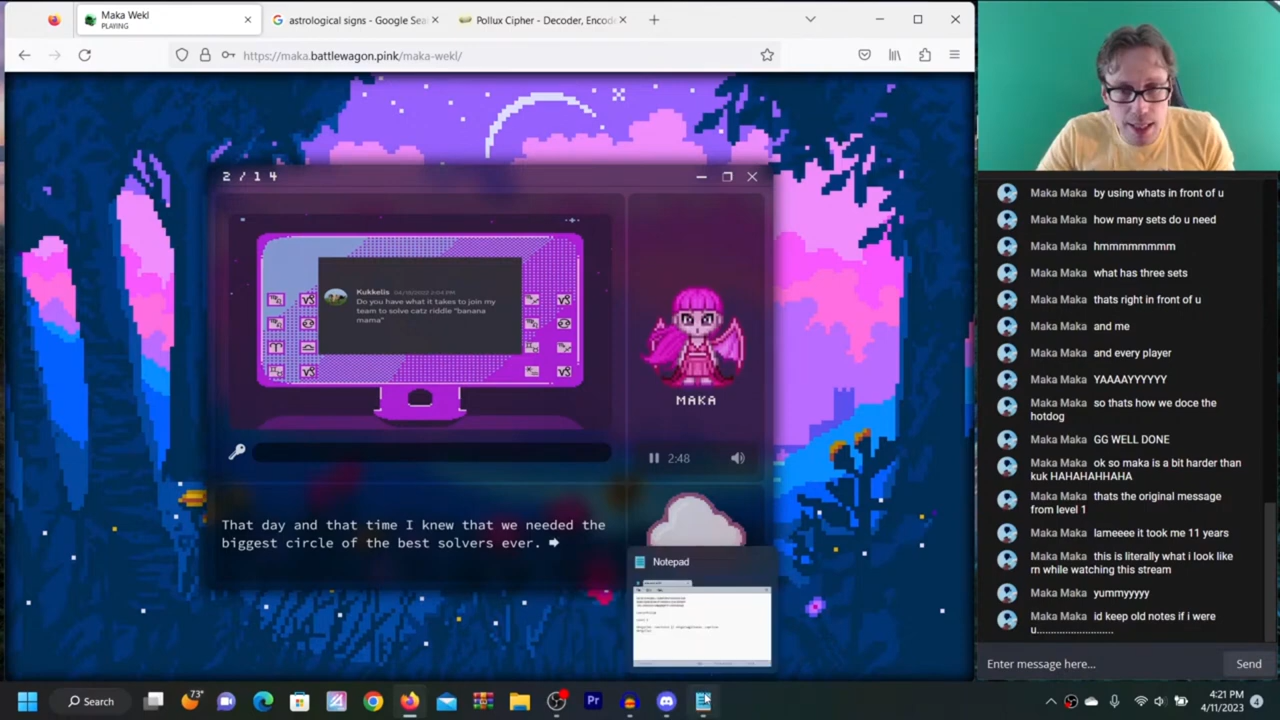 Maka Wekl
PLAYING
astrological signs - Google Sea
Pollux Cipher - Decoder, Encod
https://maka.battlewagon.pink/maka-wekl/
2/14
Kukkelis
Do you have what it takes to join my
team to solve catz riddle "banana
mama"
MAKA
2:48
That day and that time I knew that we needed the
biggest circle of the best solvers ever.
Notepad
Maka Maka by using whats in front of u
Maka Maka how many sets do u need
Maka Maka hmmmmmmmm
Maka Maka what has three sets
Maka Maka thats right in front of u
Maka Maka and me
Maka Maka and every player
Maka Maka YAAAAYYYYYY
Maka Maka so thats how we doce the
hotdog
Maka Maka GG WELL DONE
Maka Maka ok so maka is a bit harder than
kuk HAHAHAHHAHA
Maka Maka thats the original message
from level 1
Maka Maka lameeee it took me 11 years
Maka Maka this is literally what i look like
rn while watching this stream
Maka Maka yummyyyy
Maka Maka id keep old notes if i were
u............................
Enter message here...
Send
73°
Search
Pr
4:21 PM
4/11/2023
4